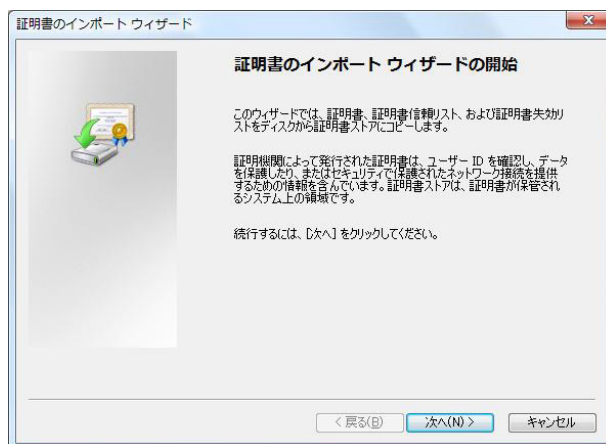 証明書のインポート ウィザード
証明書のインポート ウィザードの開始
このウィザードでは、証明書、証明書信頼リスト、および証明書失効リ
ストをディスクから証明書ストアにコピーします。
証明機関によって発行された証明書は、ユーザー ID を確認し、データ
を保護したり、またはセキュリティで保護されたネットワーク接続を提供
するための情報を含んでいます。証明書ストアは、証明書が保管され
るシステム上の領域です。
続行するには、[次へ] をクリックしてください。
< 戻る(B) 次へ(N) > キャンセル